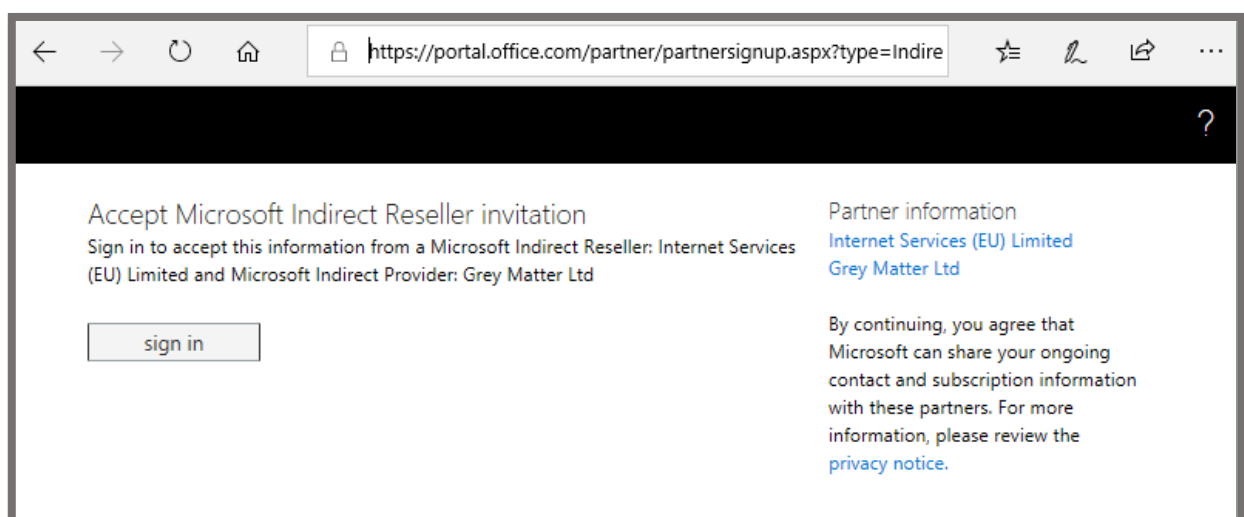 https://portal.office.com/partner/partnersignup.aspx?type=Indire
?
Accept Microsoft Indirect Reseller invitation
Sign in to accept this information from a Microsoft Indirect Reseller: Internet Services
(EU) Limited and Microsoft Indirect Provider: Grey Matter Ltd
sign in
Partner information
Internet Services (EU) Limited
Grey Matter Ltd
By continuing, you agree that
Microsoft can share your ongoing
contact and subscription information
with these partners. For more
information, please review the
privacy notice.